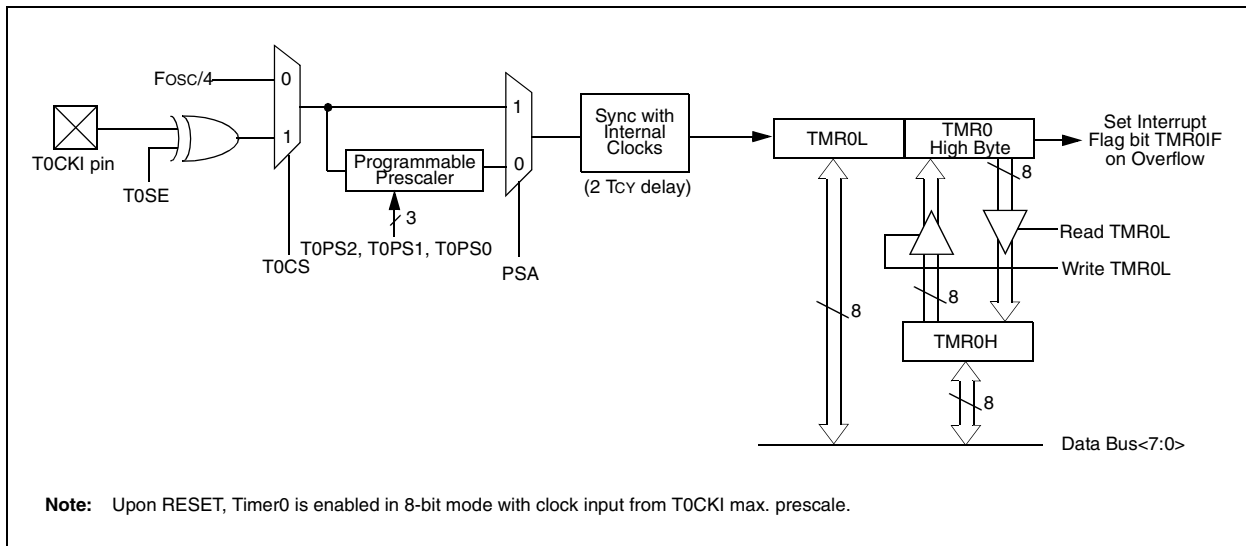 FOSC/4
0
1
T0CKI pin
T0SE
T0CS
Programmable
Prescaler
3
T0PS2, T0PS1, T0PS0
1
0
PSA
Sync with
Internal
Clocks
(2 TCY delay)
TMR0L
TMR0
High Byte
Set Interrupt
Flag bit TMR0IF
on Overflow
8
Read TMR0L
Write TMR0L
8
8
TMR0H
8
Data Bus<7:0>
Note: Upon RESET, Timer0 is enabled in 8-bit mode with clock input from T0CKI max. prescale.